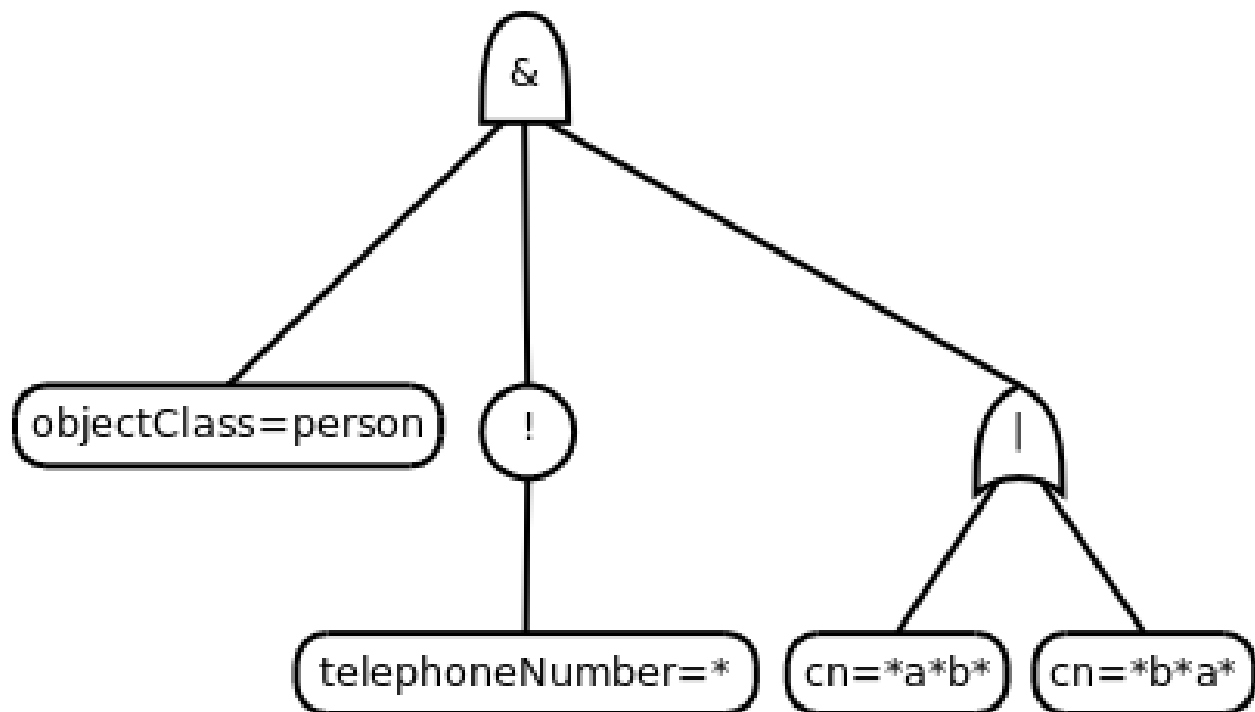 &
objectClass=person
!
|
telephoneNumber=*
cn=*a*b*
cn=*b*a*